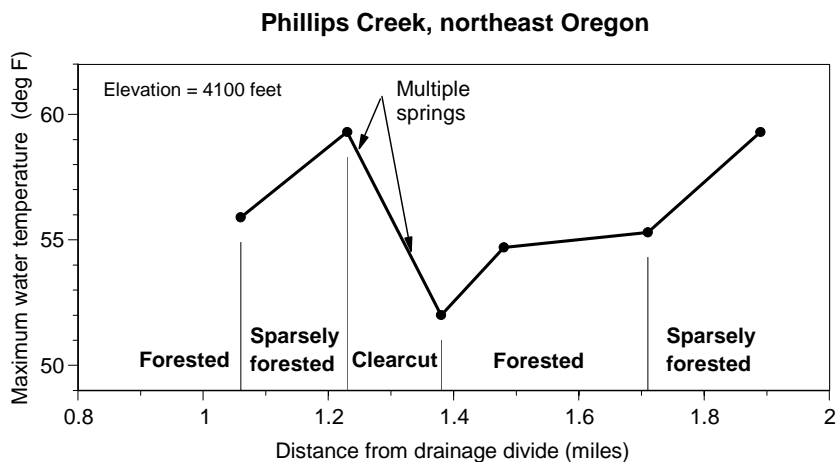 Phillips Creek, northeast Oregon
Maximum water temperature (deg F)
Elevation = 4100 feet
Multiple
springs
60
55
50
Forested
Sparsely
forested
Clearcut
Forested
Sparsely
forested
0.8
1
1.2
1.4
1.6
1.8
2
Distance from drainage divide (miles)